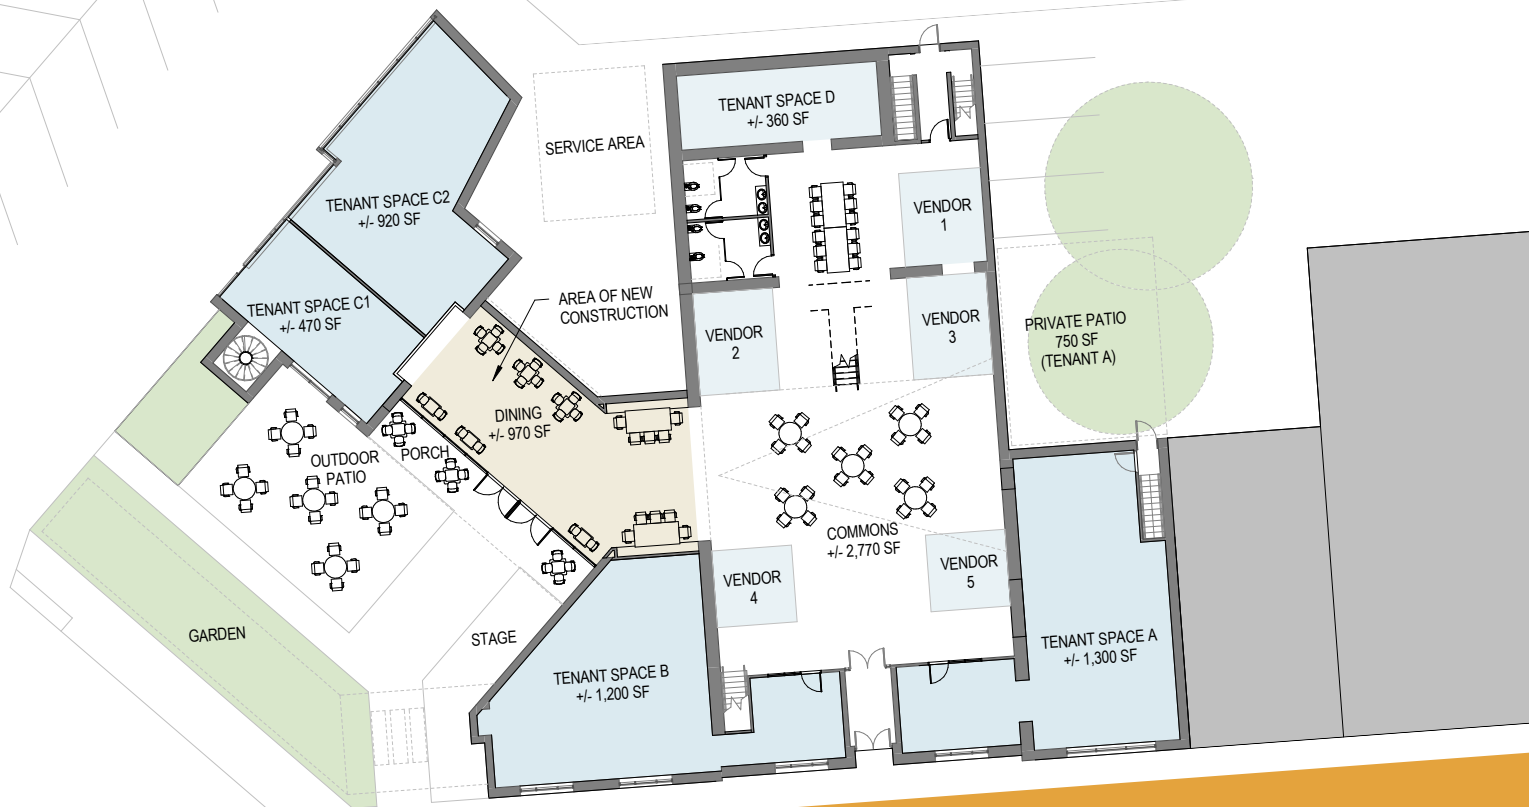 TENANT SPACE D
+/- 360 SF
SERVICE AREA
TENANT SPACE C2
+/- 920 SF
VENDOR
1
TENANT SPACE C1
+/- 470 SF
AREA OF NEW
CONSTRUCTION
VENDOR
2
VENDOR
3
PRIVATE PATIO
750 SF
(TENANT A)
DINING
+/- 970 SF
PORCH
OUTDOOR
PATIO
COMMONS
+/- 2,770 SF
VENDOR
4
VENDOR
5
GARDEN
STAGE
TENANT SPACE A
+/- 1,300 SF
TENANT SPACE B
+/- 1,200 SF